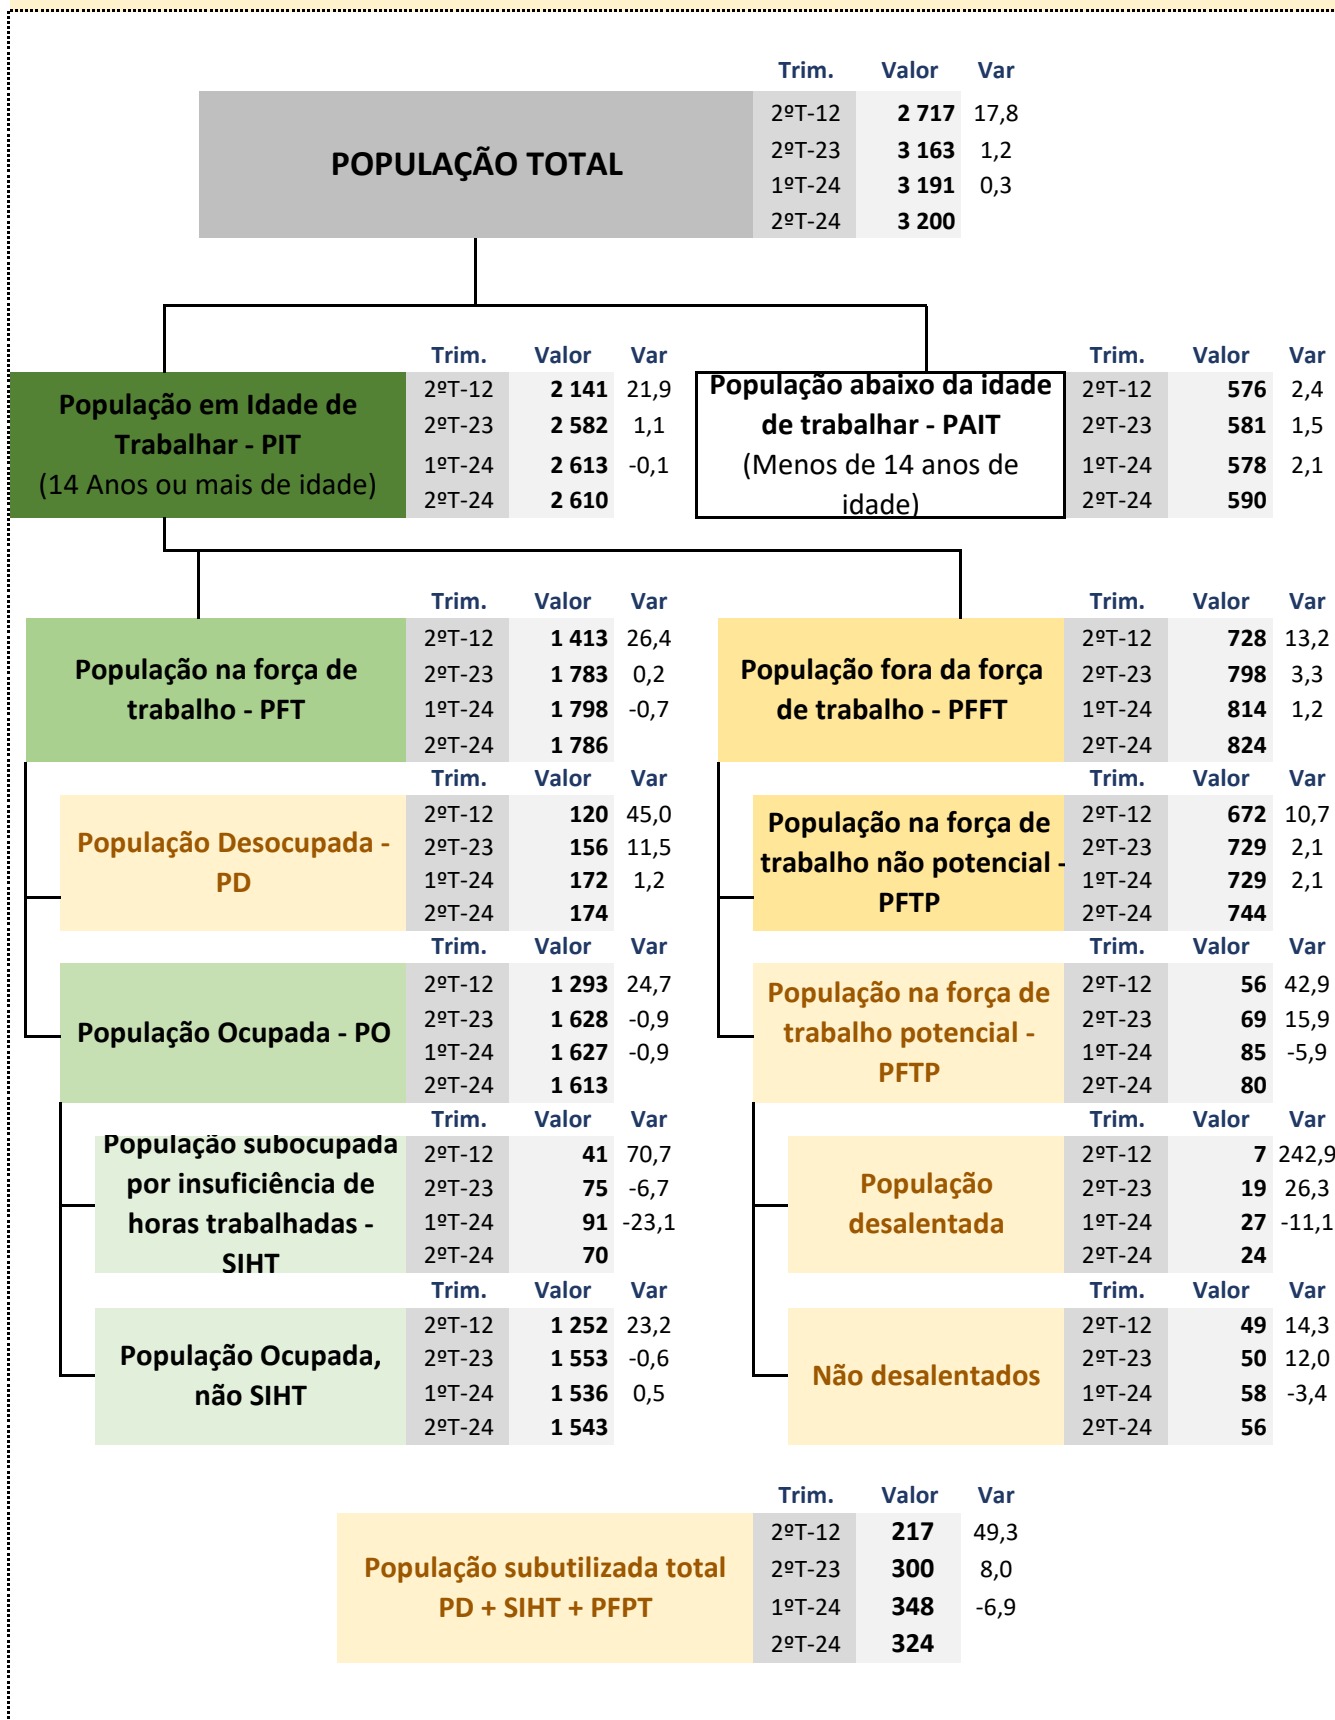 Trim. Valor Var
POPULAÇÃO TOTAL
2ºT-12 2 717 17,8
2ºT-23 3 163 1,2
1ºT-24 3 191 0,3
2ºT-24 3 200
Trim. Valor Var
População em Idade de
Trabalhar - PIT
(14 Anos ou mais de idade)
2ºT-12 2 141 21,9
2ºT-23 2 582 1,1
1ºT-24 2 613 -0,1
2ºT-24 2 610
Trim. Valor Var
População abaixo da idade
de trabalhar - PAIT
(Menos de 14 anos de
idade)
2ºT-12 576 2,4
2ºT-23 581 1,5
1ºT-24 578 2,1
2ºT-24 590
Trim. Valor Var
População na força de
trabalho - PFT
2ºT-12 1 413 26,4
2ºT-23 1 783 0,2
1ºT-24 1 798 -0,7
2ºT-24 1 786
Trim. Valor Var
População fora da força
de trabalho - PFFT
2ºT-12 728 13,2
2ºT-23 798 3,3
1ºT-24 814 1,2
2ºT-24 824
Trim. Valor Var
População Desocupada -
PD
2ºT-12 120 45,0
2ºT-23 156 11,5
1ºT-24 172 1,2
2ºT-24 174
Trim. Valor Var
População na força de
trabalho não potencial -
PFTP
2ºT-12 672 10,7
2ºT-23 729 2,1
1ºT-24 729 2,1
2ºT-24 744
Trim. Valor Var
População Ocupada - PO
2ºT-12 1 293 24,7
2ºT-23 1 628 -0,9
1ºT-24 1 627 -0,9
2ºT-24 1 613
Trim. Valor Var
População na força de
trabalho potencial -
PFTP
2ºT-12 56 42,9
2ºT-23 69 15,9
1ºT-24 85 -5,9
2ºT-24 80
Trim. Valor Var
População subocupada
por insuficiência de
horas trabalhadas -
SIHT
2ºT-12 41 70,7
2ºT-23 75 -6,7
1ºT-24 91 -23,1
2ºT-24 70
Trim. Valor Var
População
desalentada
2ºT-12 7 242,9
2ºT-23 19 26,3
1ºT-24 27 -11,1
2ºT-24 24
Trim. Valor Var
População Ocupada,
não SIHT
2ºT-12 1 252 23,2
2ºT-23 1 553 -0,6
1ºT-24 1 536 0,5
2ºT-24 1 543
Trim. Valor Var
Não desalentados
2ºT-12 49 14,3
2ºT-23 50 12,0
1ºT-24 58 -3,4
2ºT-24 56
Trim. Valor Var
População subutilizada total
PD + SIHT + PFPT
2ºT-12 217 49,3
2ºT-23 300 8,0
1ºT-24 348 -6,9
2ºT-24 324